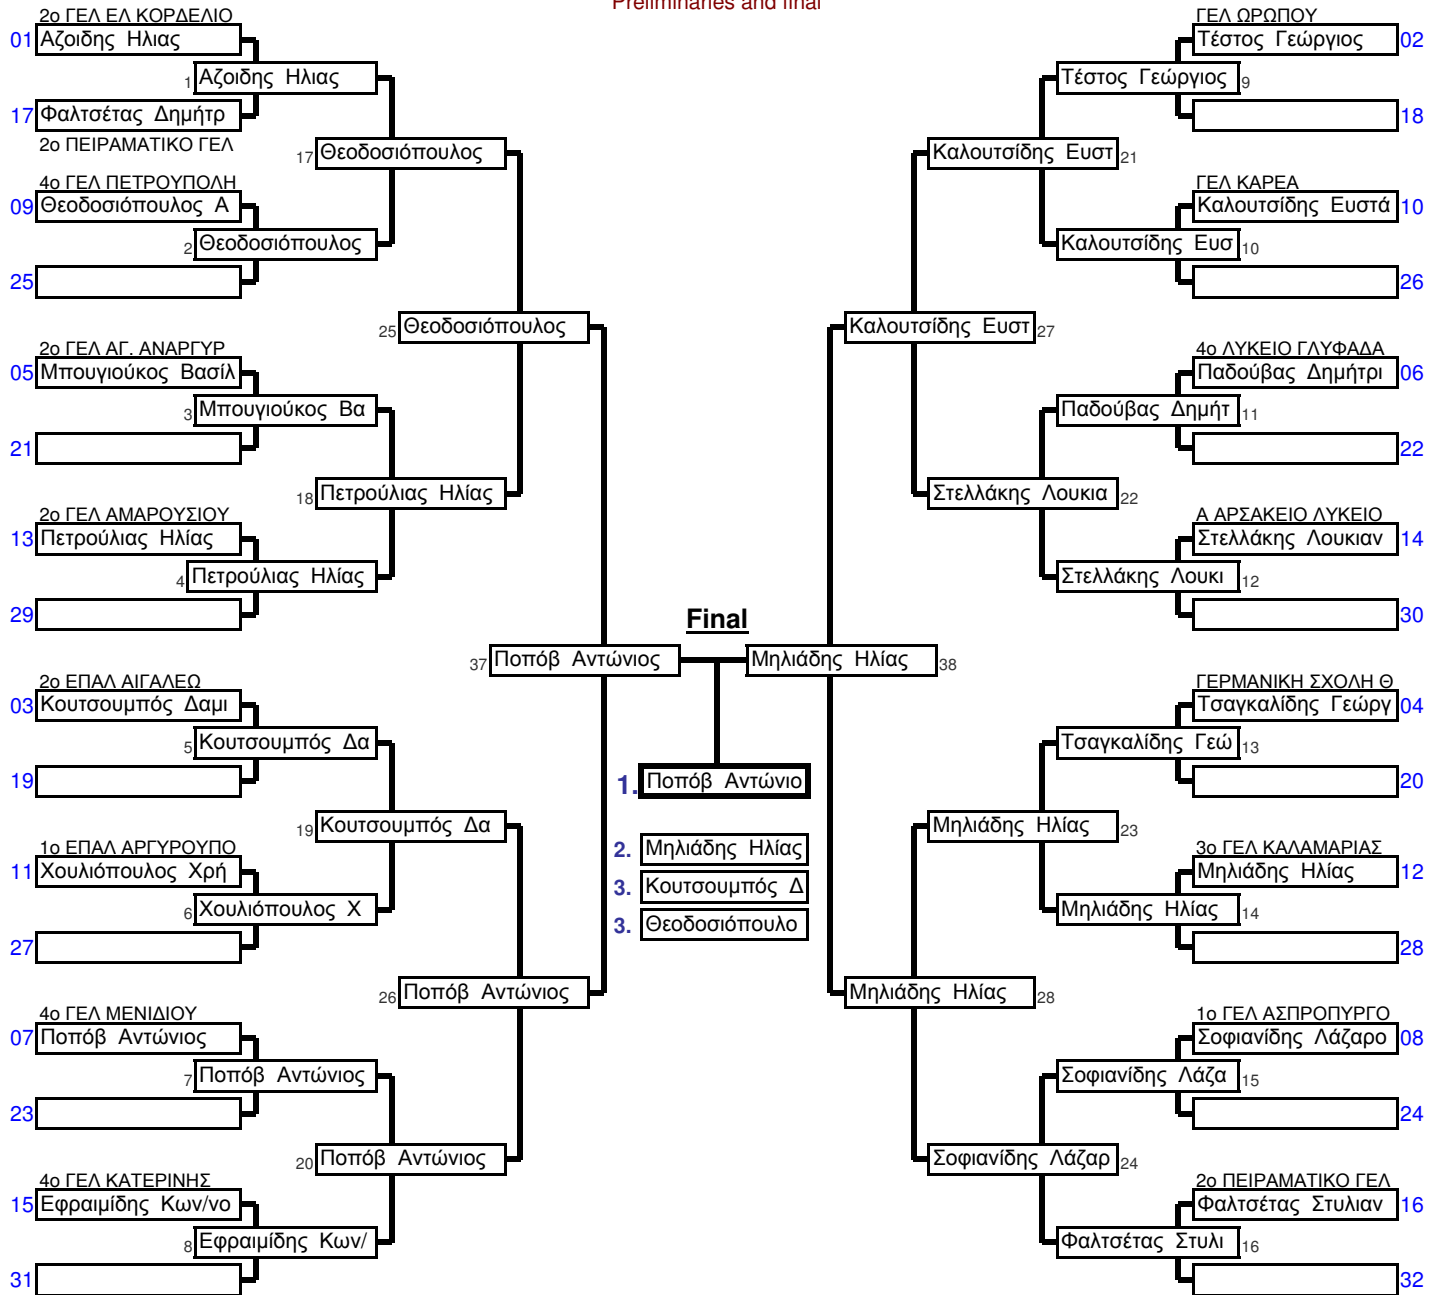 Preliminaries and final
2ο ΓΕΛ ΕΛ ΚΟΡΔΕΛΙΟ
01 Αζοιδης Ηλιας
1 Αζοιδης Ηλιας
17 Φαλτσέτας Δημήτρ
2ο ΠΕΙΡΑΜΑΤΙΚΟ ΓΕΛ
17 Θεοδοσιόπουλος
4ο ΓΕΛ ΠΕΤΡΟΥΠΟΛΗ
09 Θεοδοσιόπουλος Α
2 Θεοδοσιόπουλος
25
25 Θεοδοσιόπουλος
2ο ΓΕΛ ΑΓ. ΑΝΑΡΓΥΡ
05 Μπουγιούκος Βασίλ
3 Μπουγιούκος Βα
21
18 Πετρούλιας Ηλίας
2ο ΓΕΛ ΑΜΑΡΟΥΣΙΟΥ
13 Πετρούλιας Ηλίας
4 Πετρούλιας Ηλίας
29
37 Ποπόβ Αντώνιος
2ο ΕΠΑΛ ΑΙΓΑΛΕΩ
03 Κουτσουμπός Δαμι
5 Κουτσουμπός Δα
19
19 Κουτσουμπός Δα
1ο ΕΠΑΛ ΑΡΓΥΡΟΥΠΟ
11 Χουλιόπουλος Χρή
6 Χουλιόπουλος Χ
27
26 Ποπόβ Αντώνιος
4ο ΓΕΛ ΜΕΝΙΔΙΟΥ
07 Ποπόβ Αντώνιος
7 Ποπόβ Αντώνιος
23
20 Ποπόβ Αντώνιος
4ο ΓΕΛ ΚΑΤΕΡΙΝΗΣ
15 Εφραιμίδης Κων/νο
8 Εφραιμίδης Κων/
31
Final
1. Ποπόβ Αντώνιο
2. Μηλιάδης Ηλίας
3. Κουτσουμπός Δ
3. Θεοδοσιόπουλο
ΓΕΛ ΩΡΩΠΟΥ
Τέστος Γεώργιος 02
Τέστος Γεώργιος 9
18
Καλουτσίδης Ευστ 21
ΓΕΛ ΚΑΡΕΑ
Καλουτσίδης Ευστά 10
Καλουτσίδης Ευσ 10
26
Καλουτσίδης Ευστ 27
4ο ΛΥΚΕΙΟ ΓΛΥΦΑΔΑ
Παδούβας Δημήτρι 06
Παδούβας Δημήτ 11
22
Στελλάκης Λουκια 22
Α ΑΡΣΑΚΕΙΟ ΛΥΚΕΙΟ
Στελλάκης Λουκιαν 14
Στελλάκης Λουκι 12
30
Μηλιάδης Ηλίας 38
ΓΕΡΜΑΝΙΚΗ ΣΧΟΛΗ Θ
Τσαγκαλίδης Γεώργ 04
Τσαγκαλίδης Γεώ 13
20
Μηλιάδης Ηλίας 23
3ο ΓΕΛ ΚΑΛΑΜΑΡΙΑΣ
Μηλιάδης Ηλίας 12
Μηλιάδης Ηλίας 14
28
Μηλιάδης Ηλίας 28
1ο ΓΕΛ ΑΣΠΡΟΠΥΡΓΟ
Σοφιανίδης Λάζαρο 08
Σοφιανίδης Λάζα 15
24
Σοφιανίδης Λάζαρ 24
2ο ΠΕΙΡΑΜΑΤΙΚΟ ΓΕΛ
Φαλτσέτας Στυλιαν 16
Φαλτσέτας Στυλι 16
32